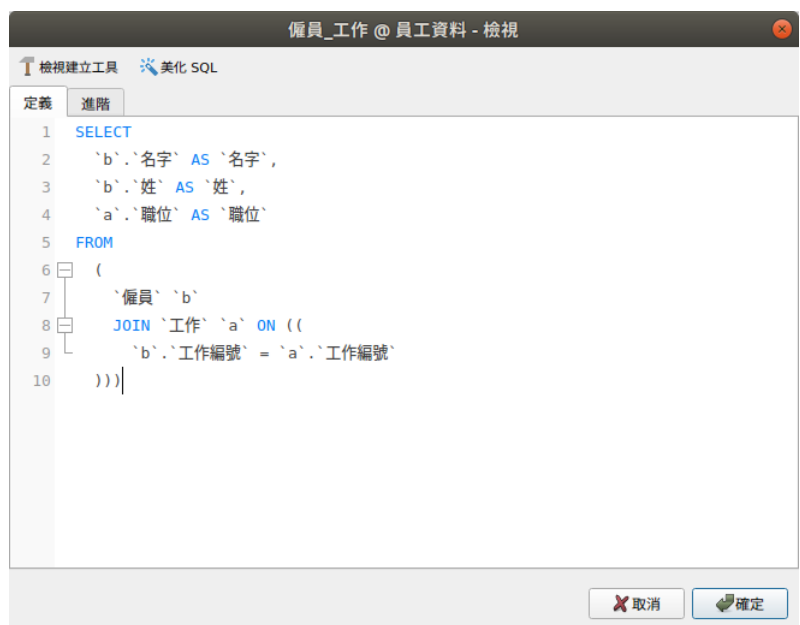 僱員_工作 @ 員工資料 - 檢視
檢視建立工具 美化 SQL
定義 進階
1 SELECT
2 `b`.`名字` AS `名字`,
3 `b`.`姓` AS `姓`,
4 `a`.`職位` AS `職位`
5 FROM
6 (
7 `僱員` `b`
8 JOIN `工作` `a` ON ((
9 `b`.`工作編號` = `a`.`工作編號`
10 )))
取消 確定